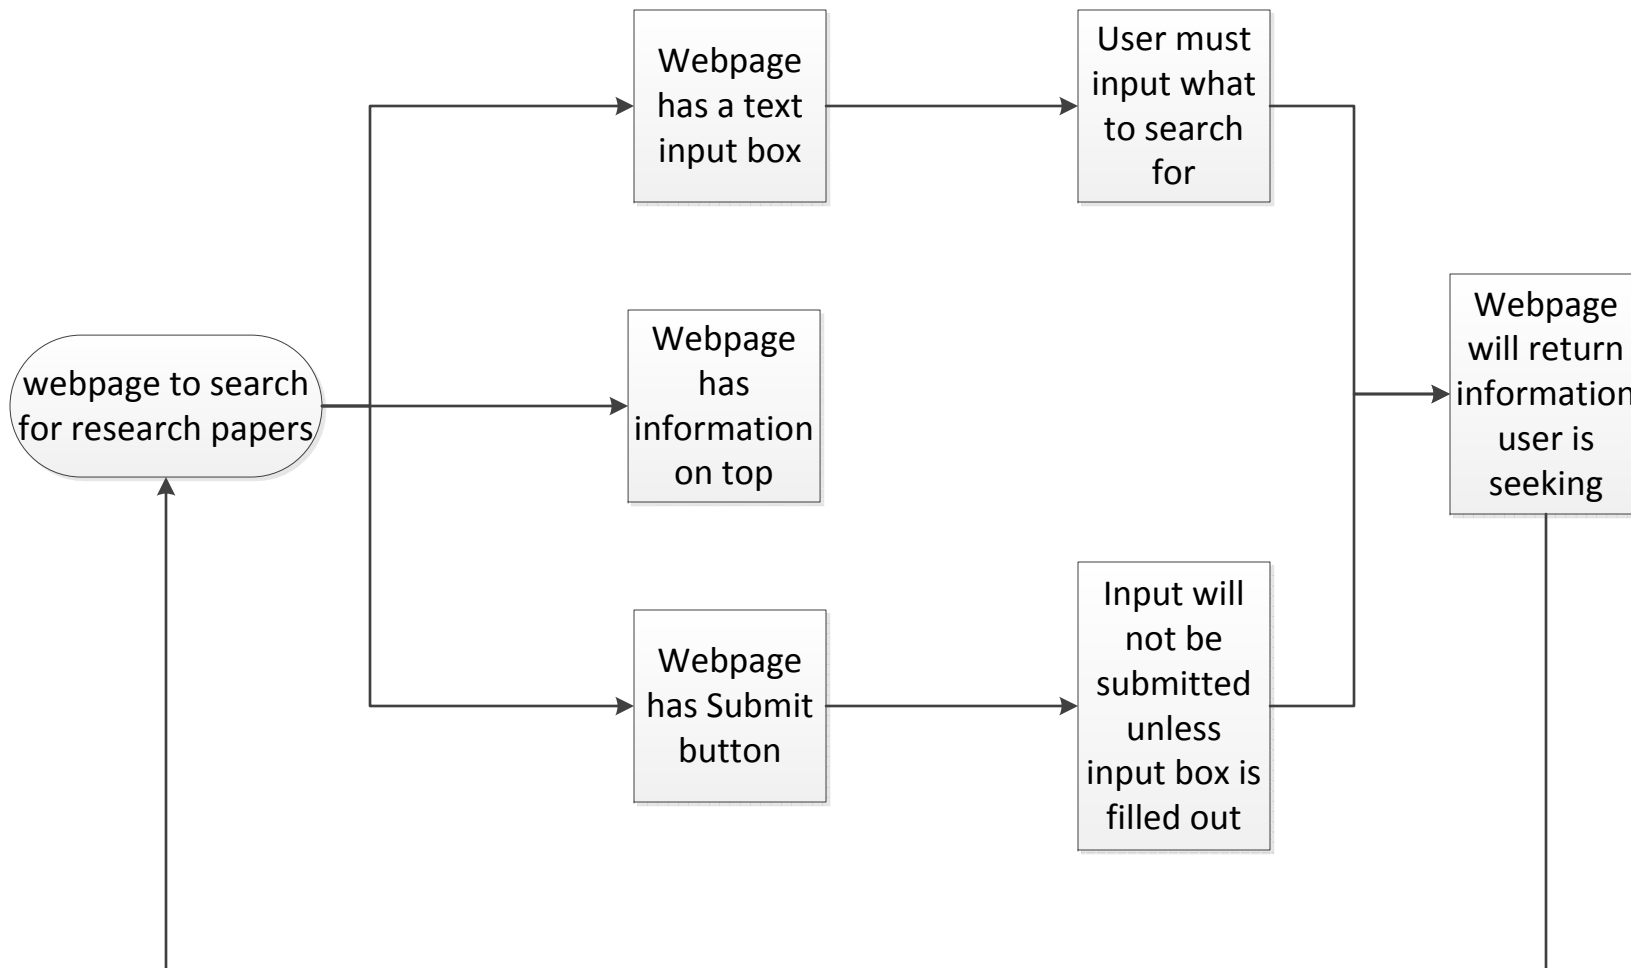 webpage to search
for research papers
Webpage
has a text
input box
User must
input what
to search
for
Webpage
has
information
on top
Webpage
has Submit
button
Input will
not be
submitted
unless
input box is
filled out
Webpage
will return
information
user is
seeking